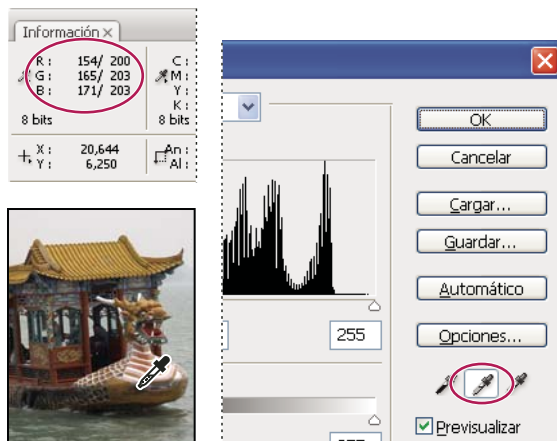 Información ×
R : 154/ 200
G : 165/ 203
B : 171/ 203
8 bits
C :
M :
Y :
K :
8 bits
X : 20,644
Y : 6,250
An :
Al :
OK
Cancelar
Cargar...
Guardar...
Automático
255
Opciones...
Previsualizar